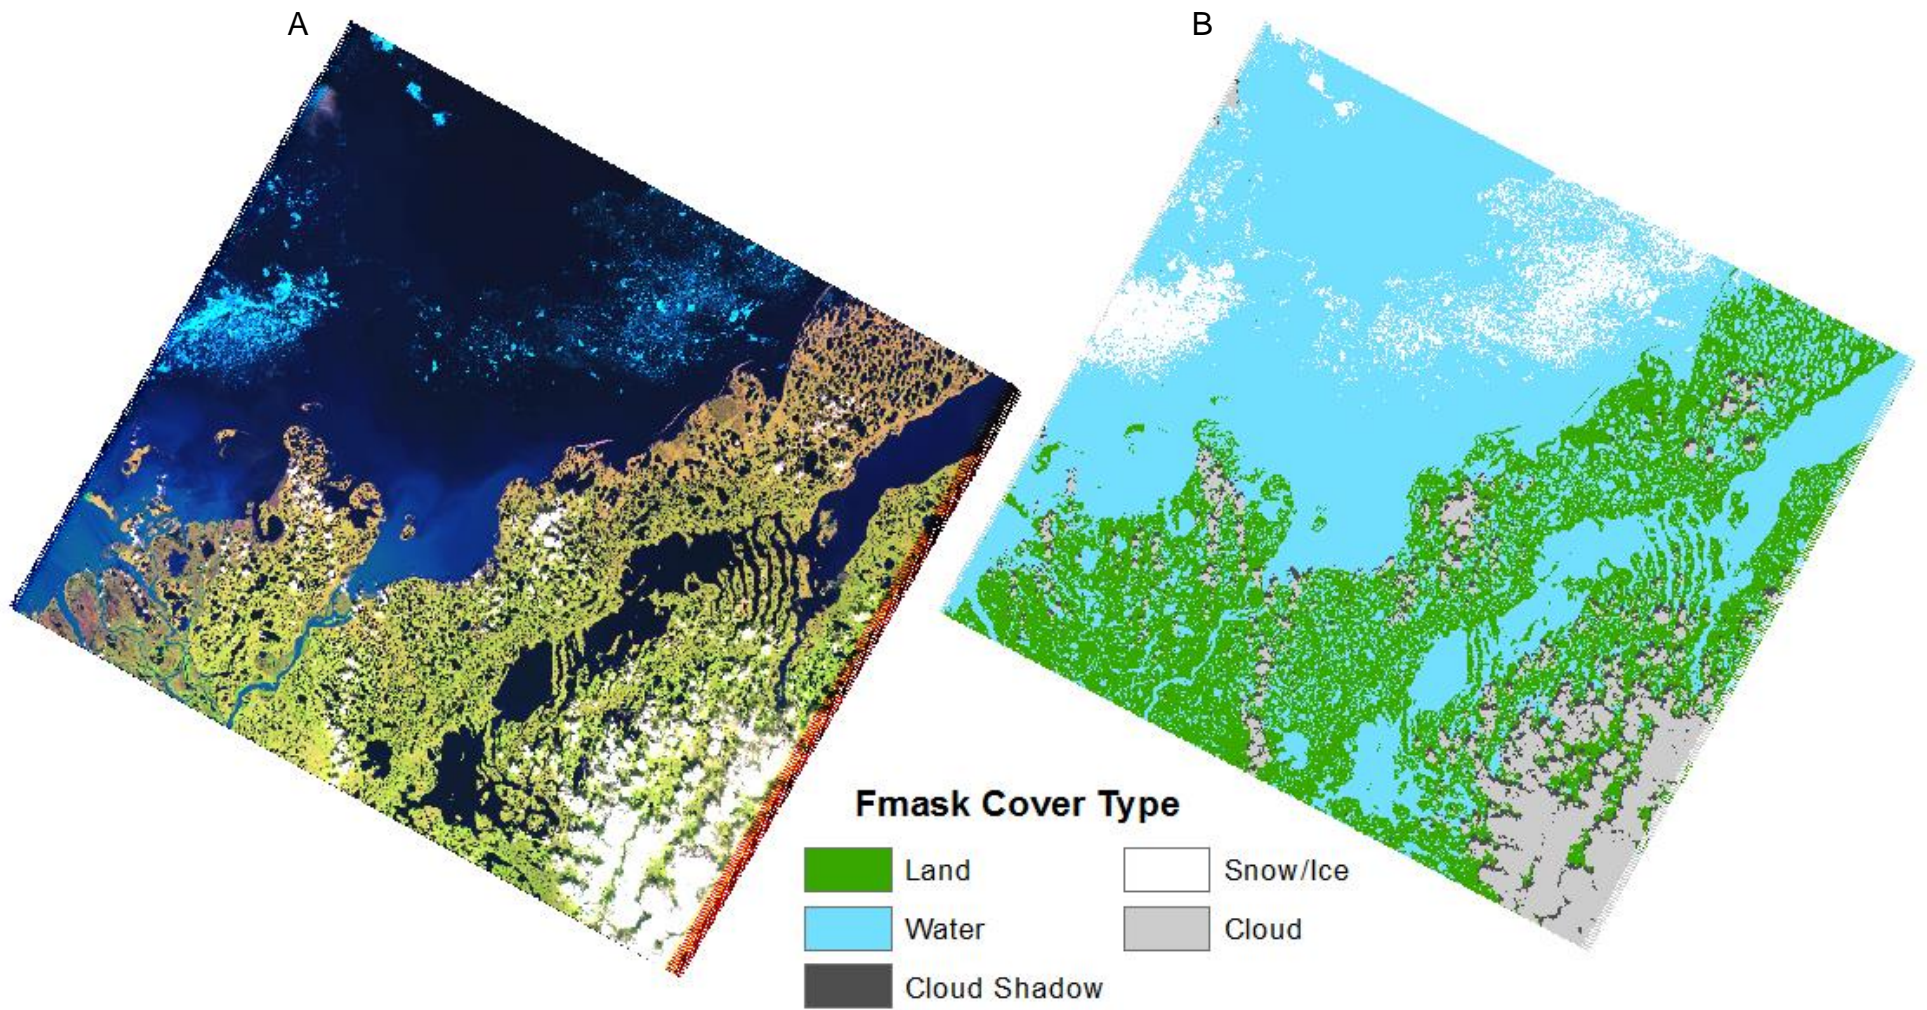 A
B
Fmask Cover Type
Land
Snow/Ice
Water
Cloud
Cloud Shadow